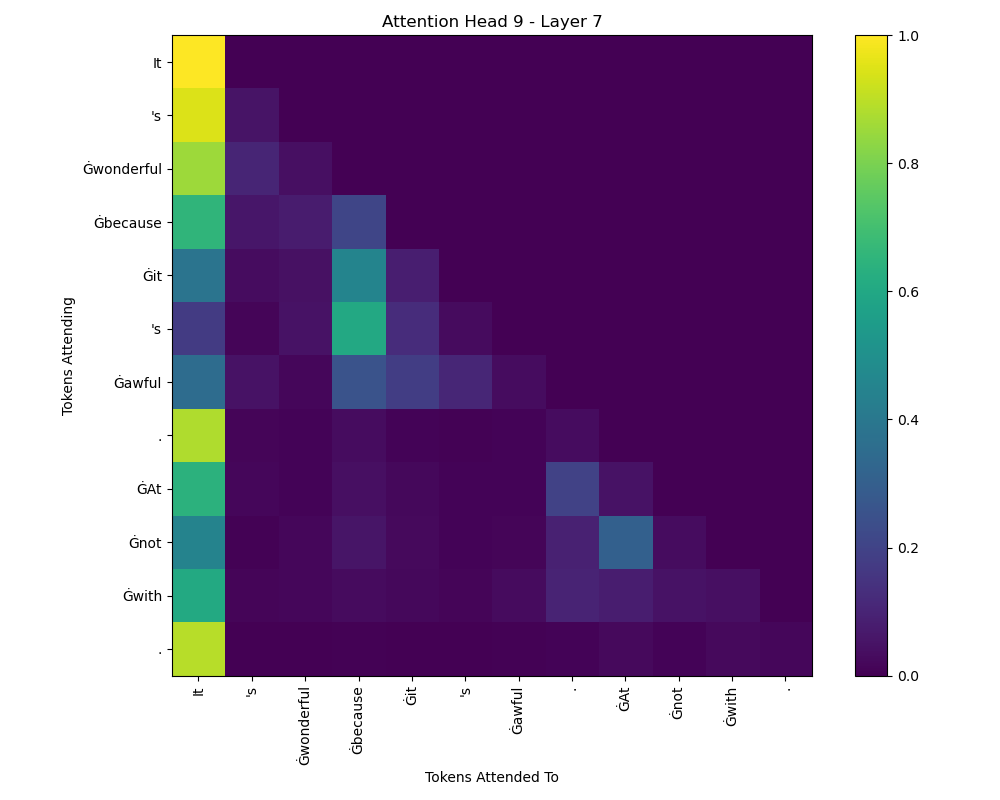 Attention Head 9 - Layer 7
It
's
Ġwonderful
Ġbecause
Ġit
's
Ġawful
.
ĠAt
Ġnot
Ġwith
.
Tokens Attending
It
's
Ġwonderful
Ġbecause
Ġit
's
Ġawful
.
ĠAt
Ġnot
Ġwith
.
Tokens Attended To
1.0
0.8
0.6
0.4
0.2
0.0